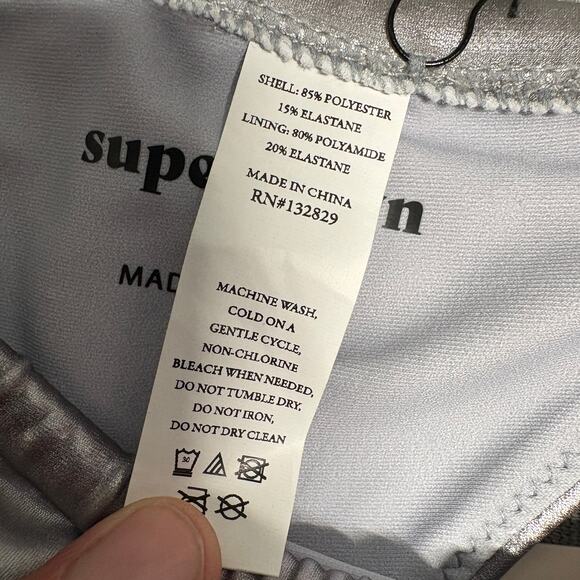 SHELL: 85% POLYESTER
15% ELASTANE
LINING: 80% POLYAMIDE
20% ELASTANE
MADE IN CHINA
RN#132829
MACHINE WASH,
COLD ON A
GENTLE CYCLE,
NON-CHLORINE
BLEACH WHEN NEEDED,
DO NOT TUMBLE DRY.
DO NOT IRON,
DO NOT DRY CLEAN
30